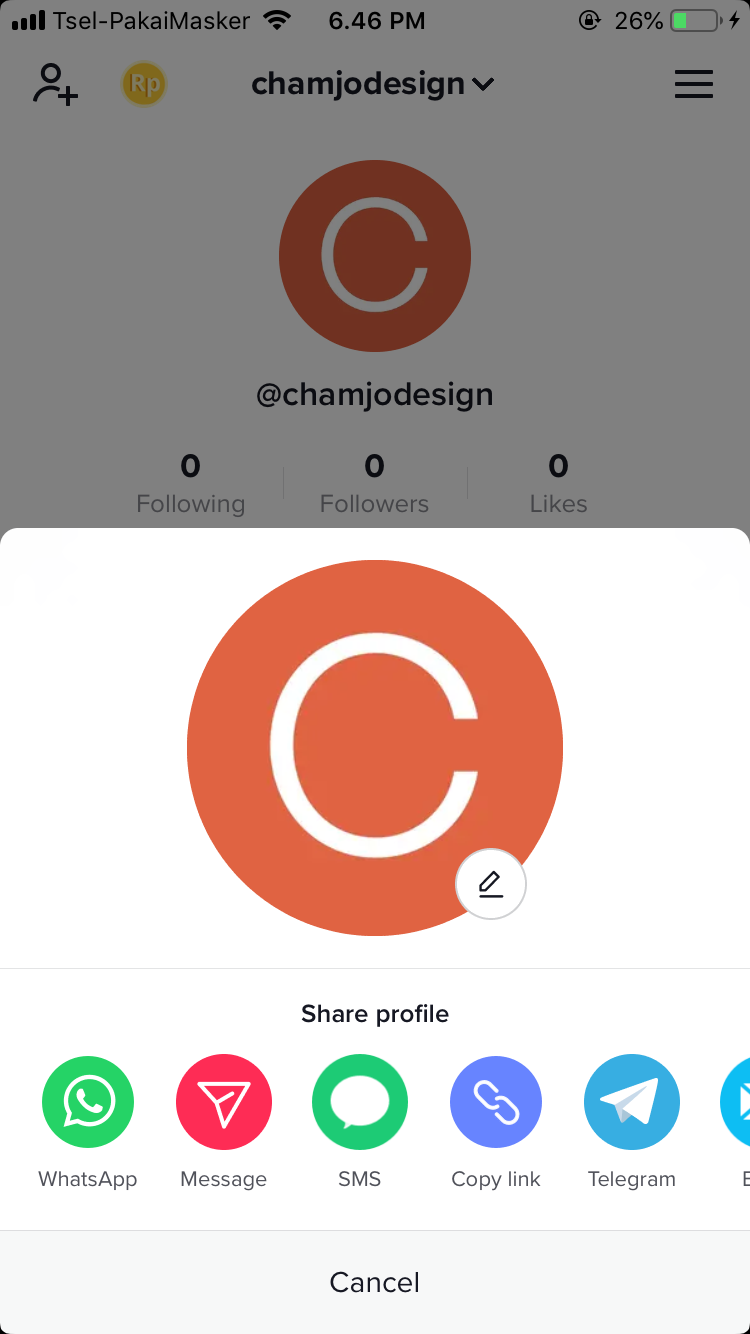 Tsel-PakaiMasker 6.46 PM 26%
Rp chamjodesign
C
@chamjodesign
0 0 0
Following Followers Likes
C
Share profile
WhatsApp Message SMS Copy link Telegram
Cancel